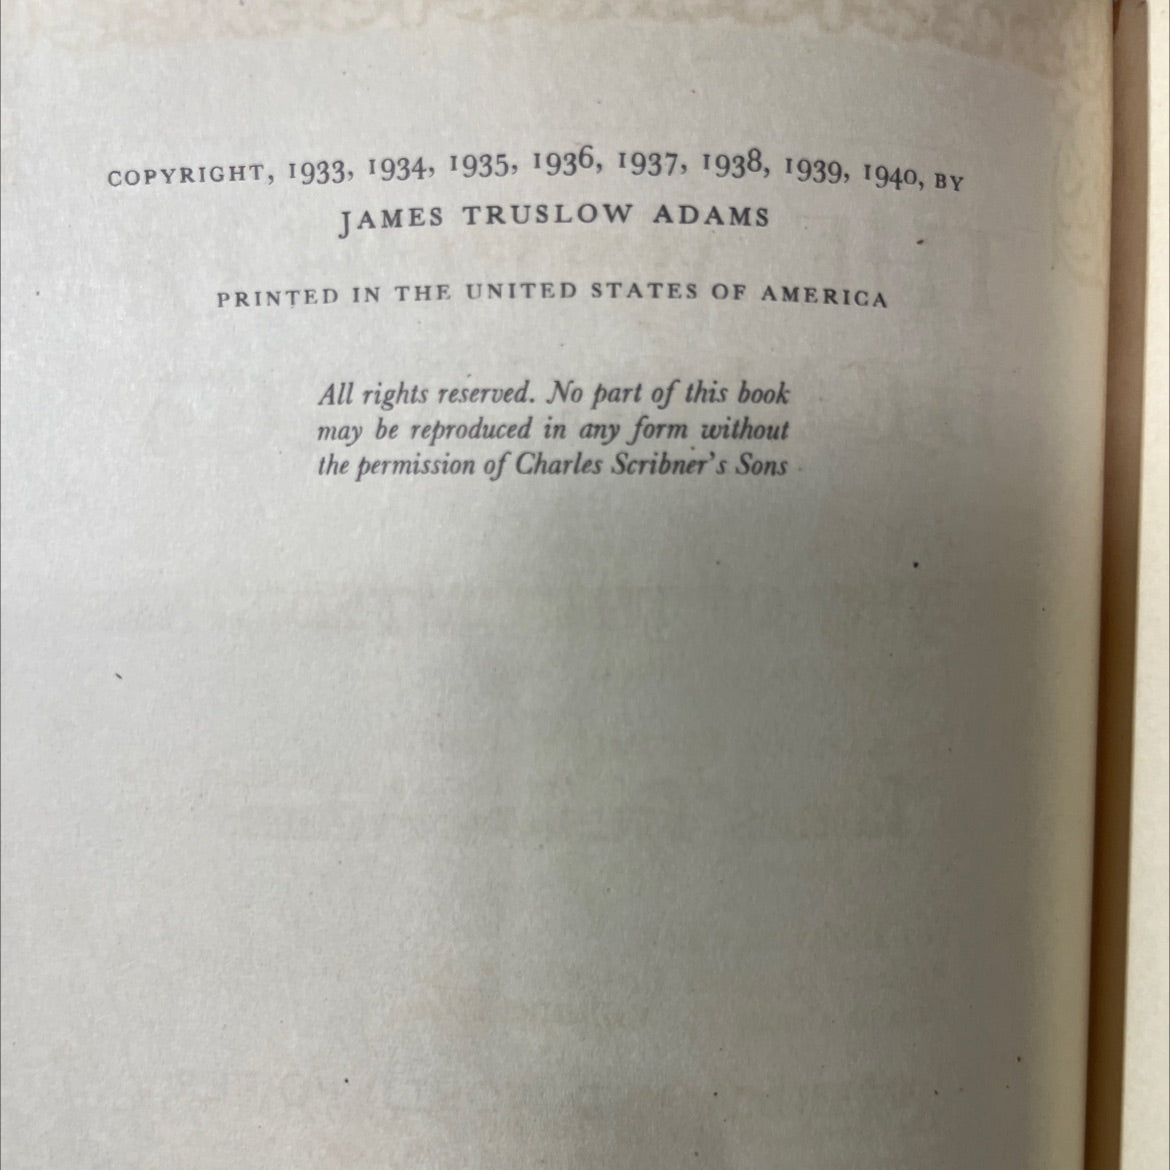 COPYRIGHT, 1933, 1934, 1935, 1936, 1937, 1938, 1939, 1940, BY
JAMES TRUSLOW ADAMS
PRINTED IN THE UNITED STATES OF AMERICA
All rights reserved. No part of this book
may be reproduced in any form without
the permission of Charles Scribner's Sons